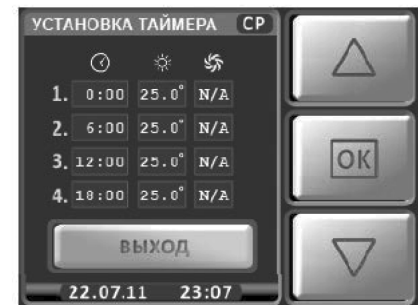 УСТАНОВКА ТАЙМЕРА СР
1. 0:00 25.0° N/A
2. 6:00 25.0° N/A
3. 12:00 25.0° N/A
4. 18:00 25.0° N/A
ВЫХОД
22.07.11 23:07
OK